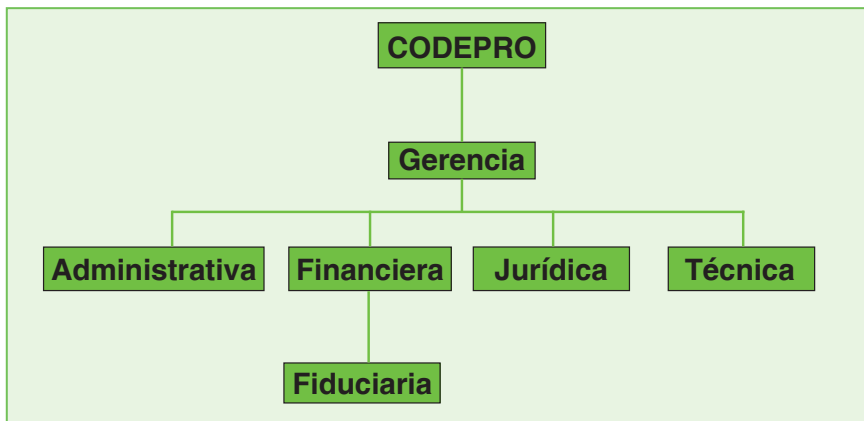 CODEPRO
Gerencia
Administrativa
Financiera
Jurídica
Técnica
Fiduciaria